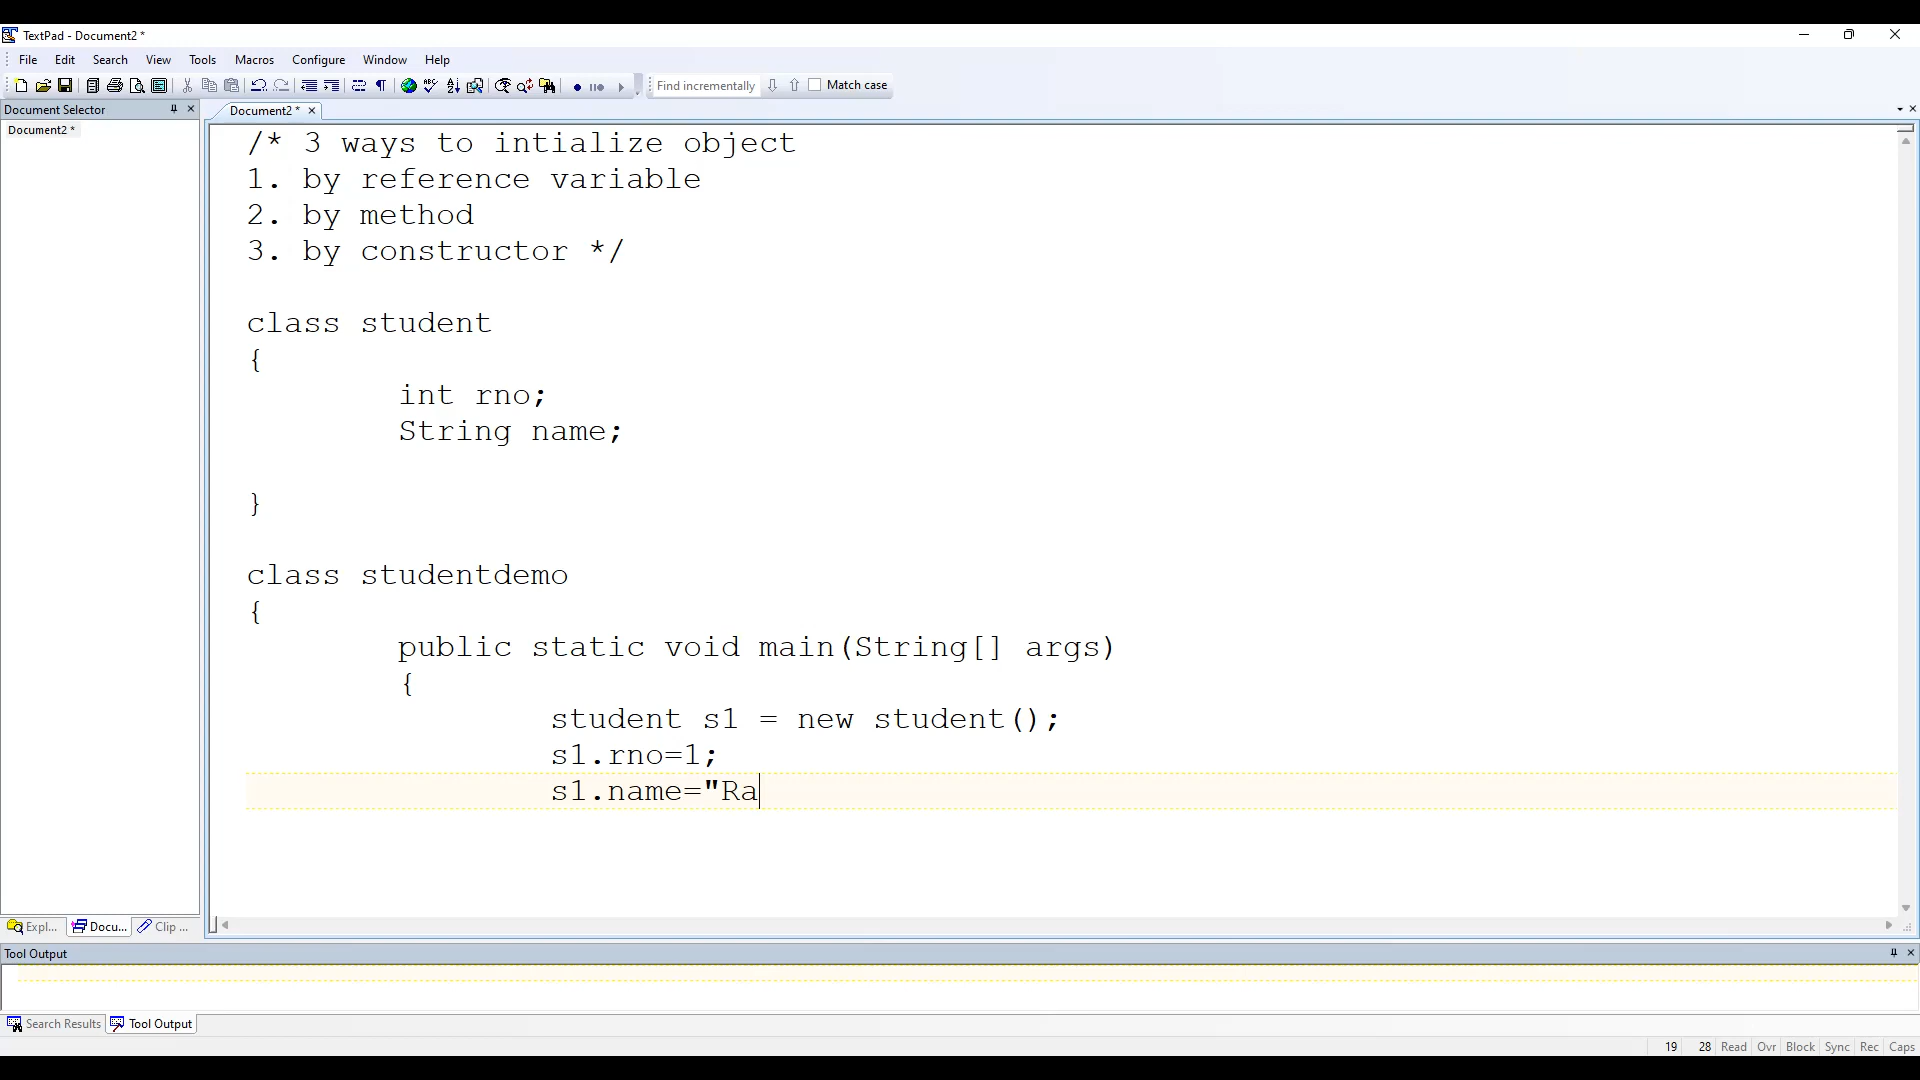 TextPad - Document2 *
File Edit Search View Tools Macros Configure Window Help
Find incrementally Match case
Document Selector
Document2 *
Document2 *
/* 3 ways to intialize object
1. by reference variable
2. by method
3. by constructor */
class student
{
int rno;
String name;
}
class studentdemo
{
public static void main(String[] args)
{
student s1 = new student();
s1.rno=1;
s1.name="Ra
Expl... Docu... Clip ...
Tool Output
Search Results Tool Output
19 28 Read Ovr Block Sync Rec Caps